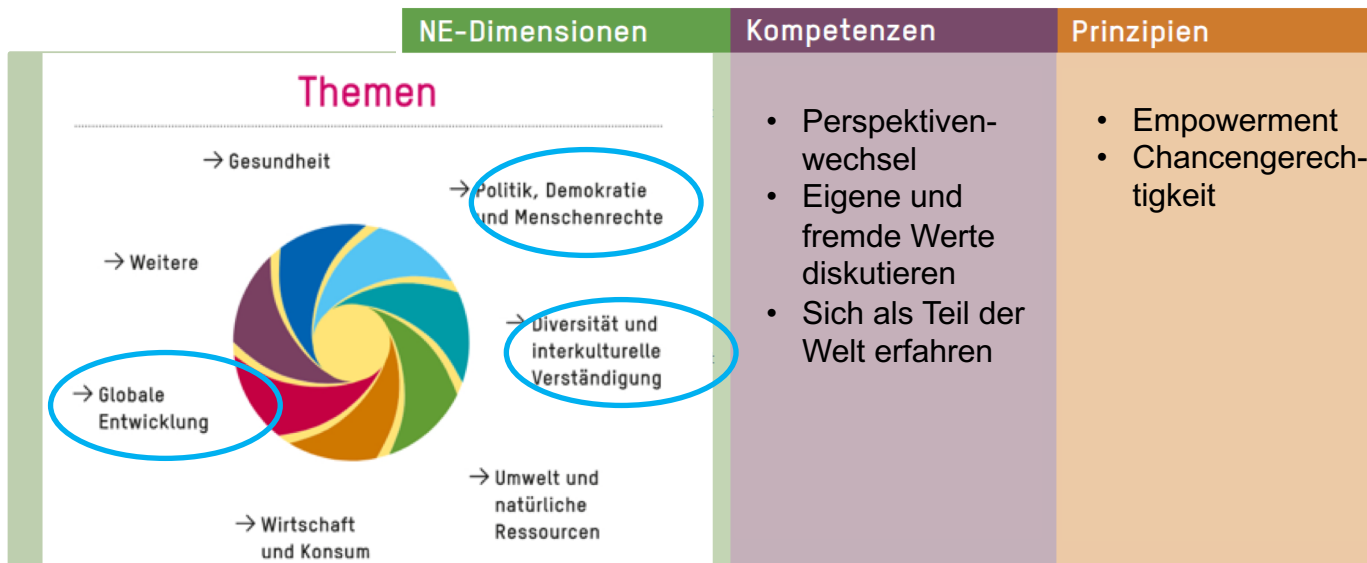 NE-Dimensionen
Kompetenzen
Prinzipien
Themen
→ Gesundheit
→ Politik, Demokratie
und Menschenrechte
→ Weitere
→ Diversität und
interkulturelle
Verständigung
→ Globale
Entwicklung
→ Umwelt und
natürliche
Ressourcen
→ Wirtschaft
und Konsum
• Perspektiven-
wechsel
• Eigene und
fremde Werte
diskutieren
• Sich als Teil der
Welt erfahren
• Empowerment
• Chancengerech-
tigkeit